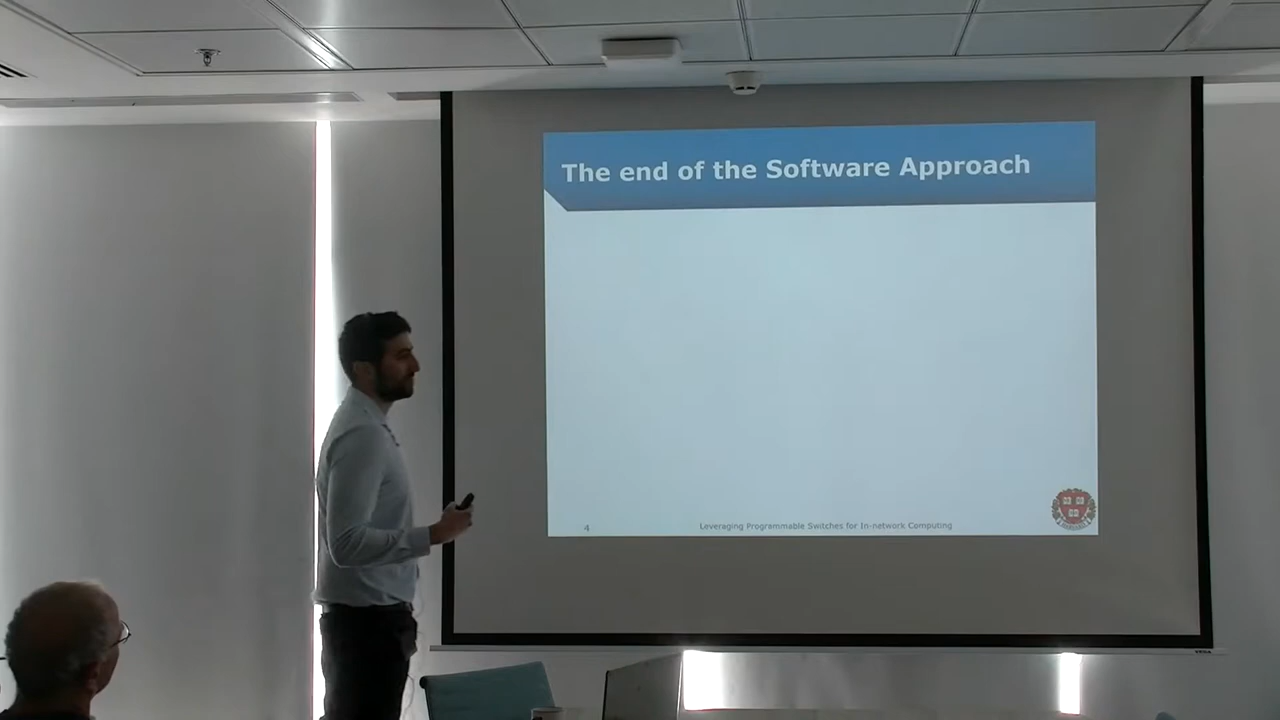 The end of the Software Approach
4
Leveraging Programmable Switches for In-network Computing